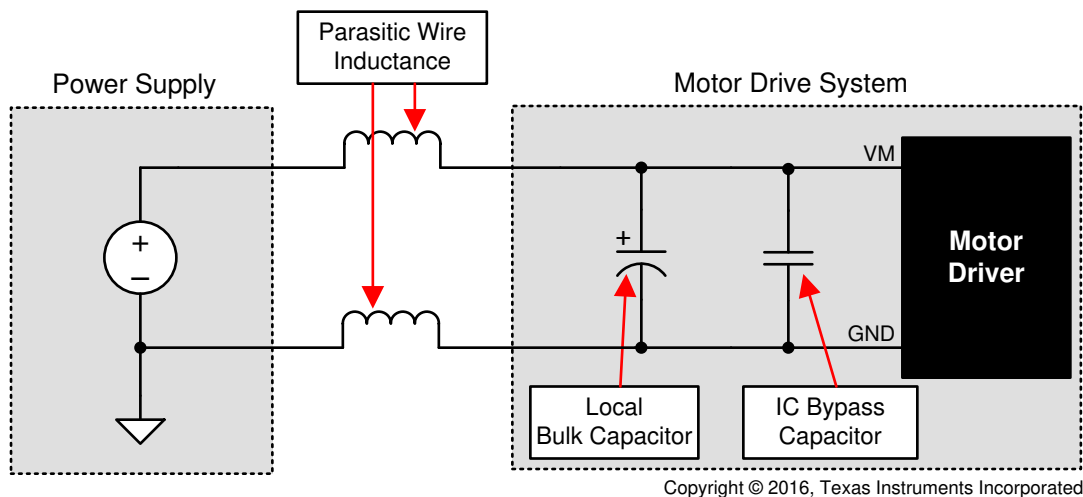 Parasitic Wire
Inductance
Power Supply
Motor Drive System
VM
+
–
+
Motor
Driver
GND
Local
Bulk Capacitor
IC Bypass
Capacitor
Copyright © 2016, Texas Instruments Incorporated